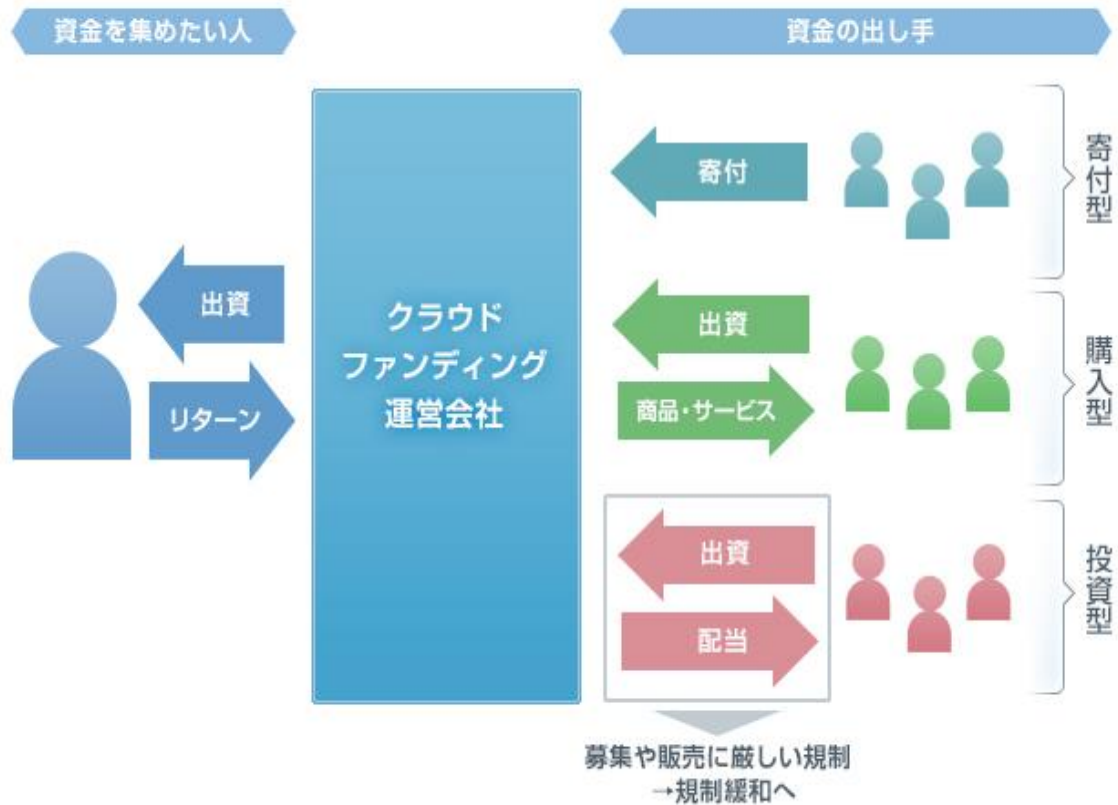 資金を集めたい人
資金の出し手
出資
リターン
クラウド
ファンディング
運営会社
寄付
寄付型
出資
商品・サービス
購入型
出資
配当
投資型
募集や販売に厳しい規制
→規制緩和へ